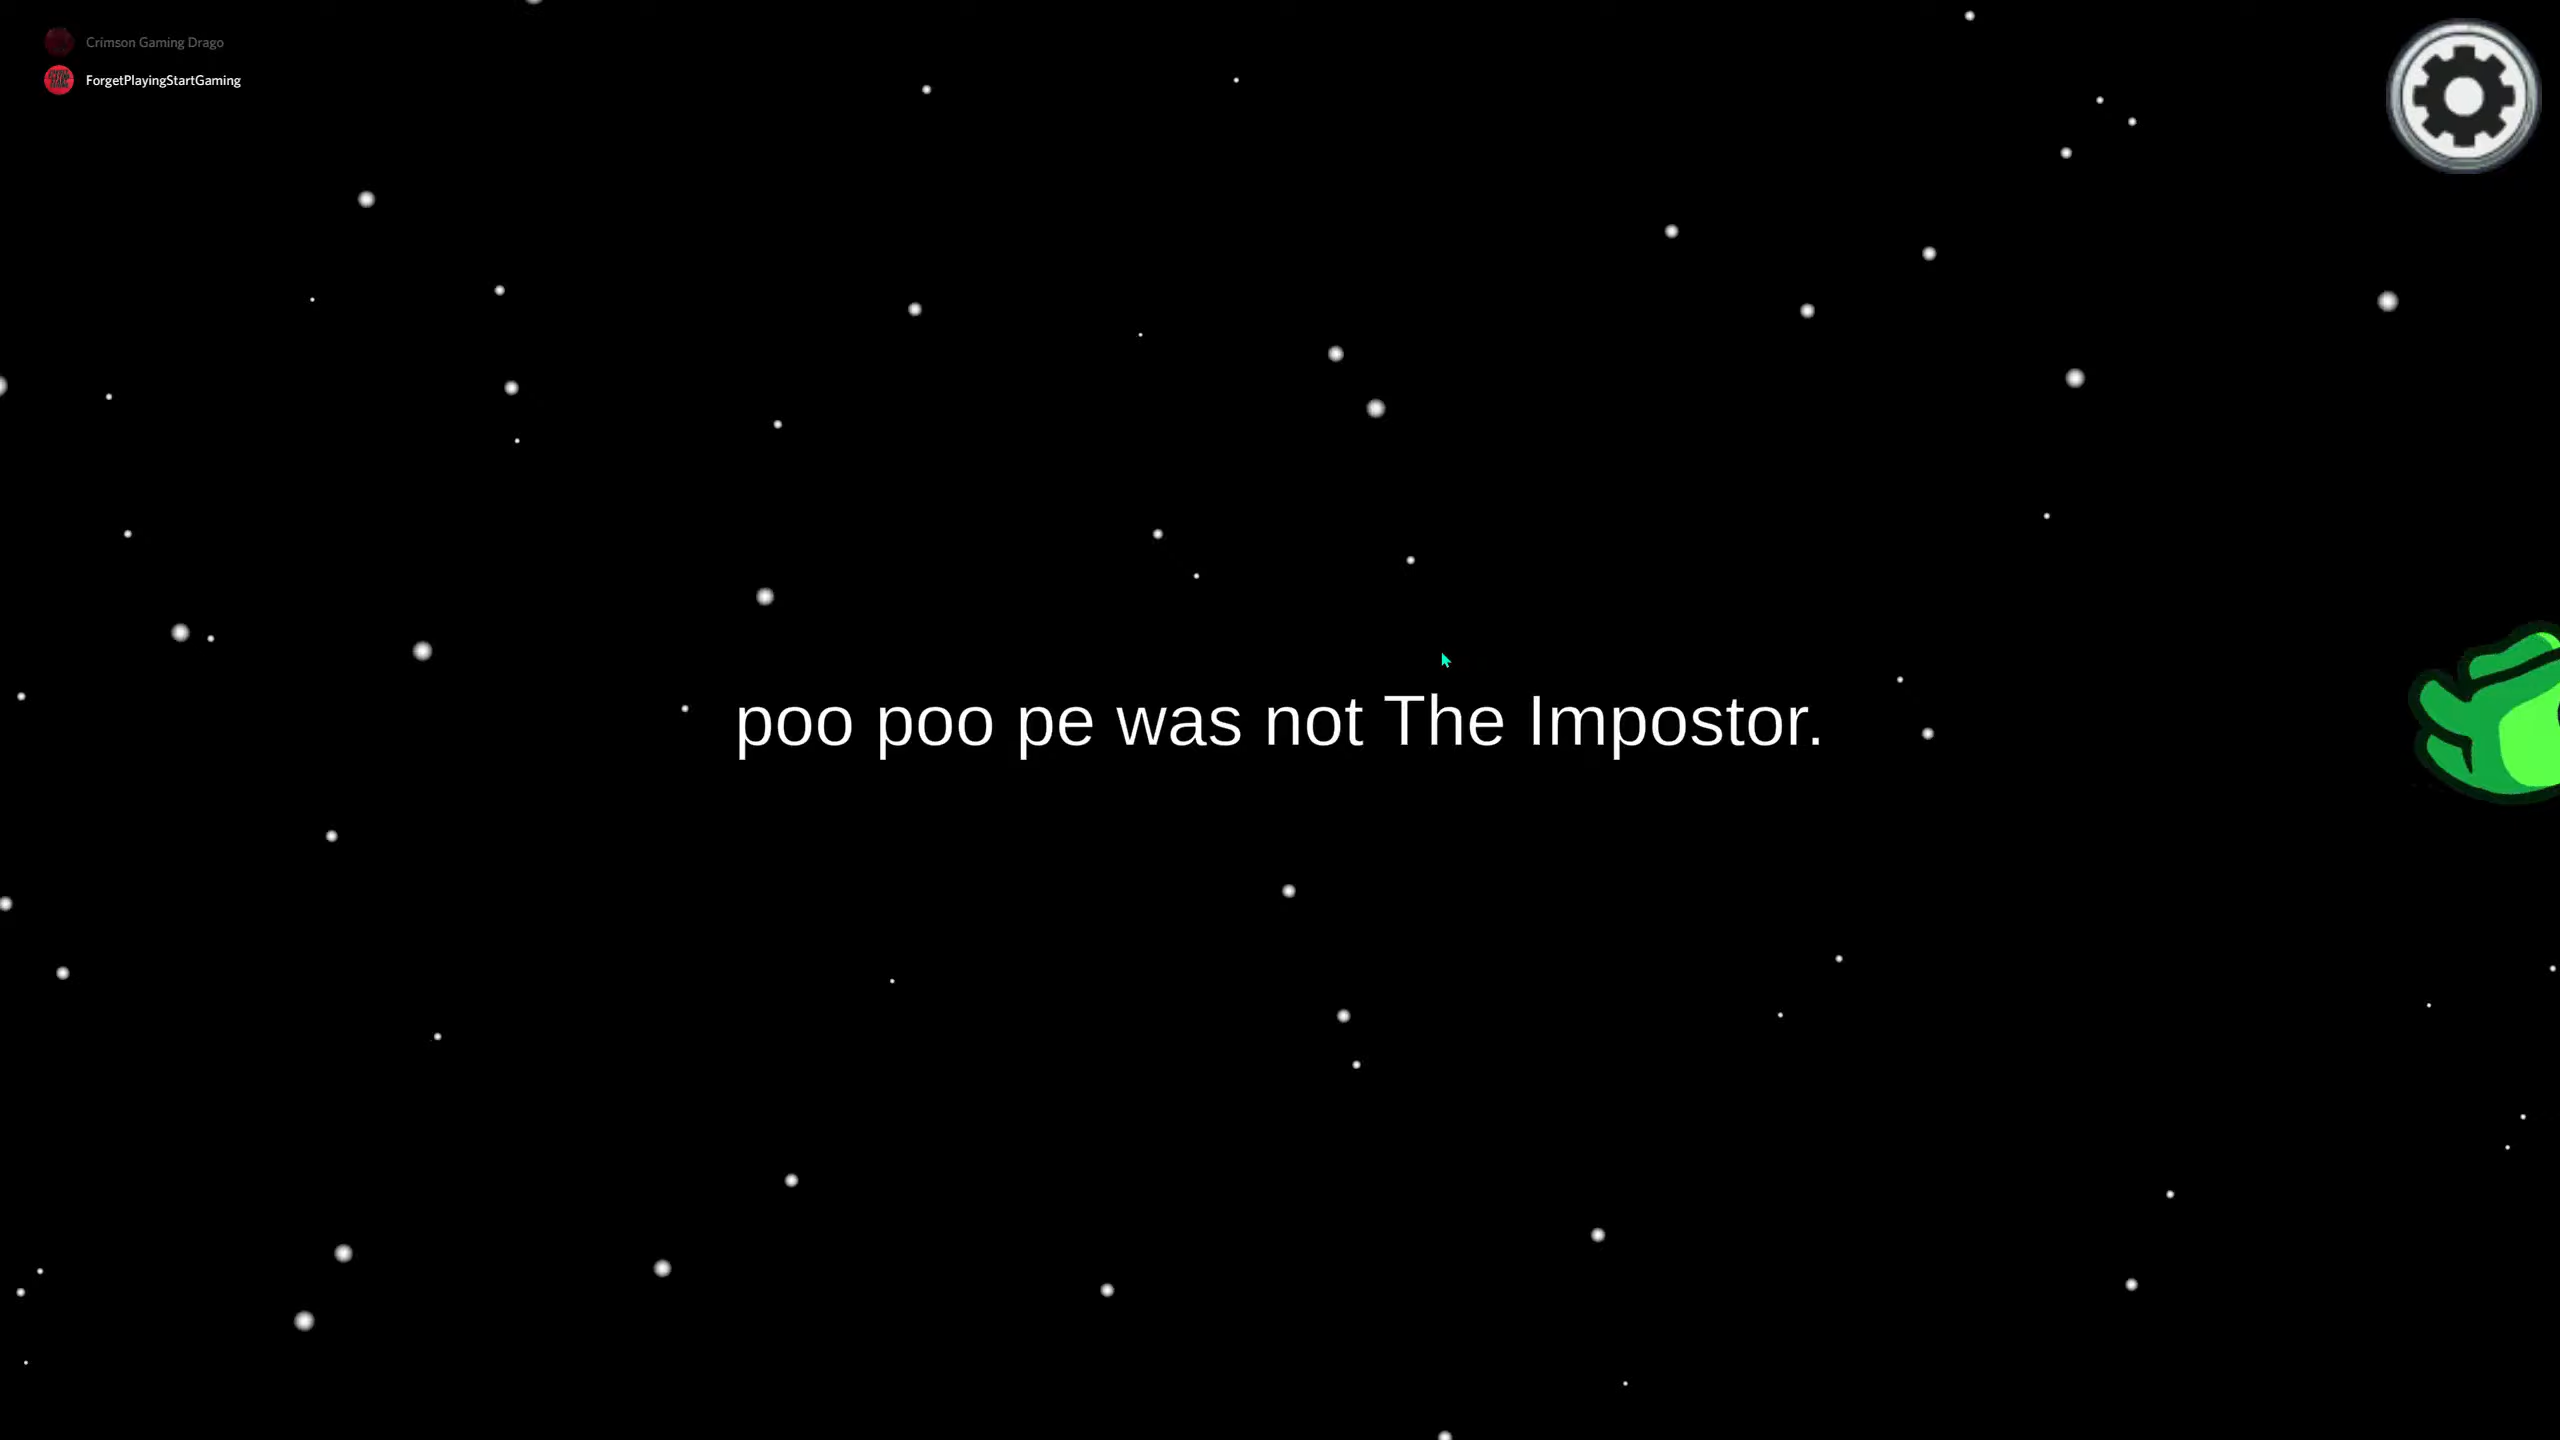 Crimson Gaming Drago
ForgetPlayingStartGaming
poo poo pe was not The Impostor.